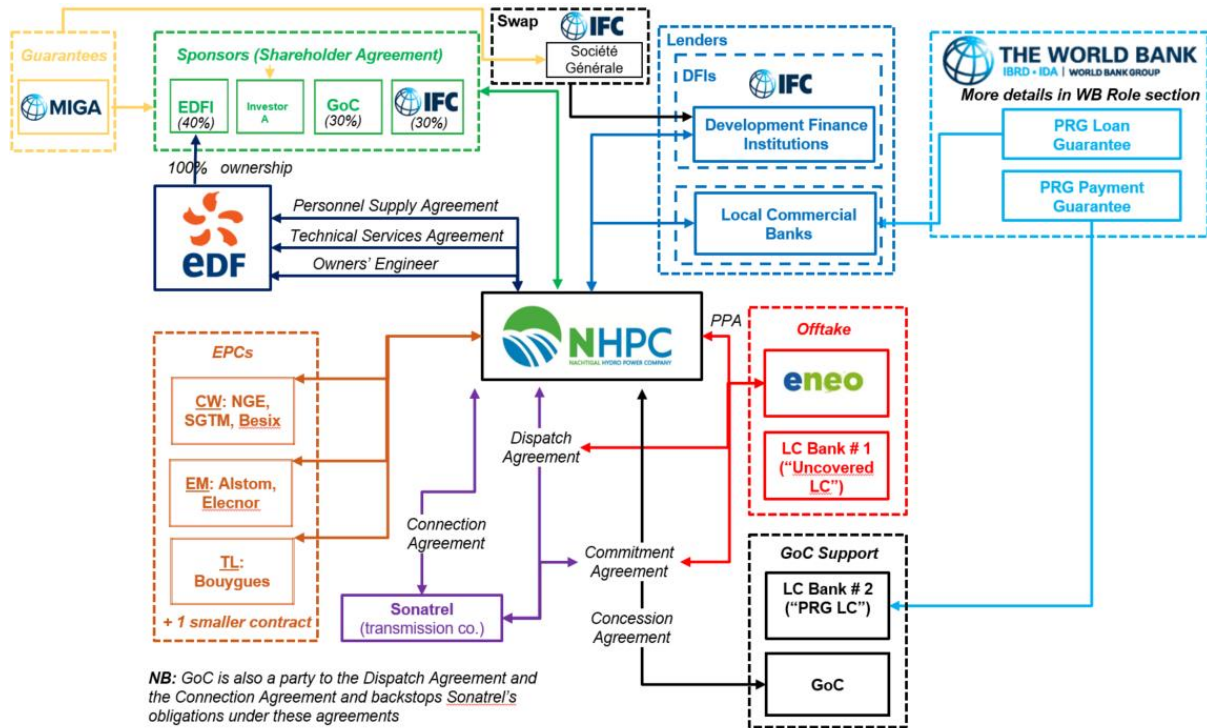 Guarantees
MIGA
Sponsors (Shareholder Agreement)
EDFI
(40%)
Investor
A
GoC
(30%)
IFC
(30%)
Swap
IFC
Société
Générale
Lenders
DFIs
IFC
Development Finance
Institutions
Local Commercial
Banks
THE WORLD BANK
IBRD • IDA | WORLD BANK GROUP
More details in WB Role section
PRG Loan
Guarantee
PRG Payment
Guarantee
100% ownership
eDF
Personnel Supply Agreement
Technical Services Agreement
Owners' Engineer
NHPC
NACHTIGAL HYDRO POWER COMPANY
PPA
EPCs
CW: NGE,
SGTM, Besix
EM: Alstom,
Elecnor
TL:
Bouygues
+ 1 smaller contract
Dispatch
Agreement
Connection
Agreement
Sonatrel
(transmission co.)
Commitment
Agreement
Concession
Agreement
Offtake
eneo
LC Bank # 1
(“Uncovered
LC”)
GoC Support
LC Bank # 2
(“PRG LC”)
GoC
NB: GoC is also a party to the Dispatch Agreement and
the Connection Agreement and backstops Sonatrel’s
obligations under these agreements